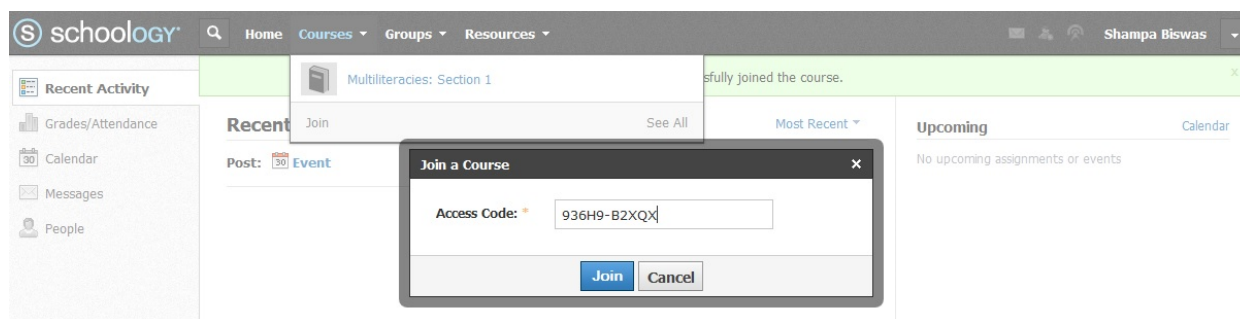 schoology Home Courses Groups Resources Shampa Biswas
Recent Activity
Grades/Attendance
30 Calendar
Messages
People
Multiliteracies: Section 1
Join See All
sfully joined the course. x
Recent Most Recent
Post: 30 Event
Join a Course ×
Access Code: * 936H9-B2XQX
Join Cancel
Upcoming Calendar
No upcoming assignments or events